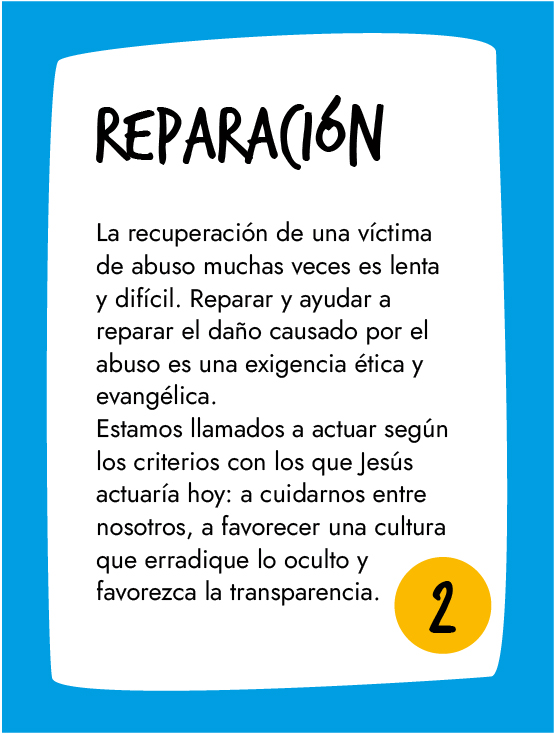 REPARACIÓN
La recuperación de una víctima
de abuso muchas veces es lenta
y difícil. Reparar y ayudar a
reparar el daño causado por el
abuso es una exigencia ética y
evangélica.
Estamos llamados a actuar según
los criterios con los que Jesús
actuaría hoy: a cuidarnos entre
nosotros, a favorecer una cultura
que erradique lo oculto y
favorezca la transparencia.
2